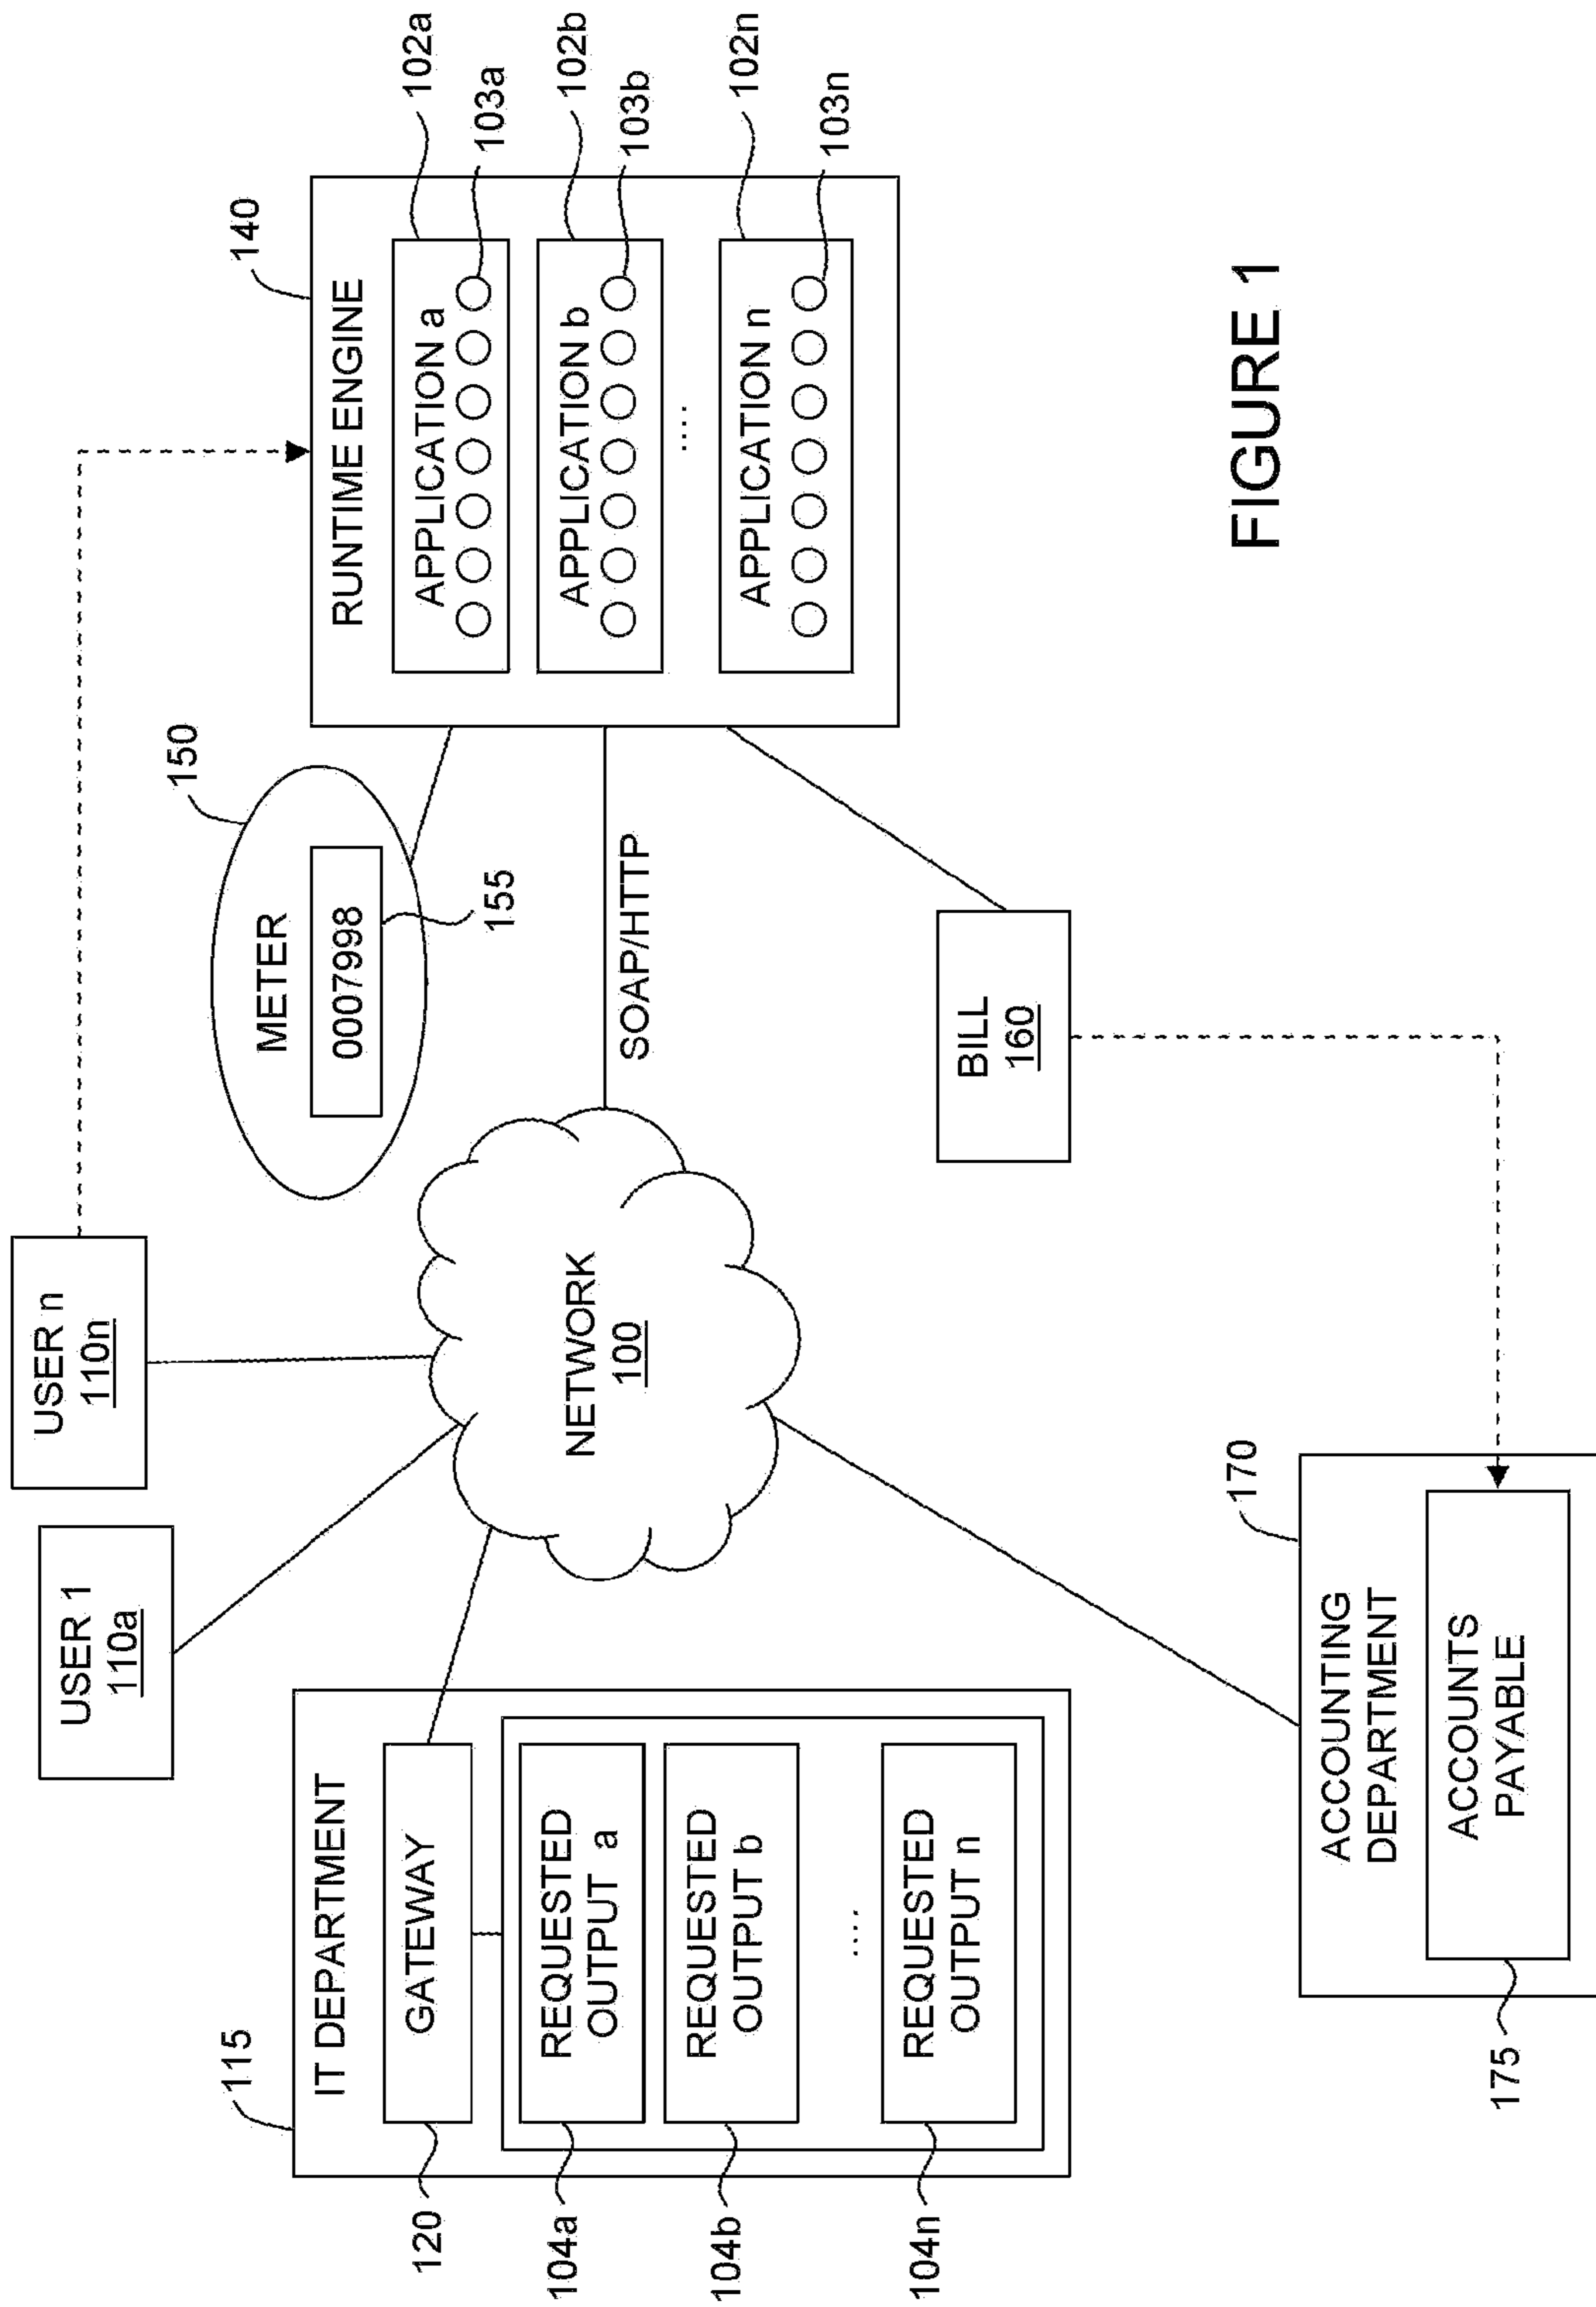 USER 1
110a
USER n
110n
140
RUNTIME ENGINE
APPLICATION a
102a
103a
APPLICATION b
102b
103b
....
APPLICATION n
102n
103n
150
METER
0007998
155
SOAP/HTTP
NETWORK
100
115
IT DEPARTMENT
GATEWAY
120
REQUESTED
OUTPUT a
104a
REQUESTED
OUTPUT b
104b
....
REQUESTED
OUTPUT n
104n
BILL
160
170
ACCOUNTING
DEPARTMENT
ACCOUNTS
PAYABLE
175
FIGURE 1